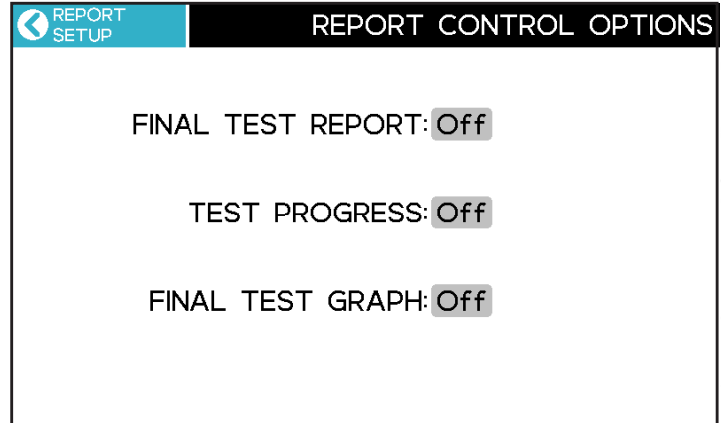 REPORT
SETUP
REPORT CONTROL OPTIONS
FINAL TEST REPORT: Off
TEST PROGRESS: Off
FINAL TEST GRAPH: Off